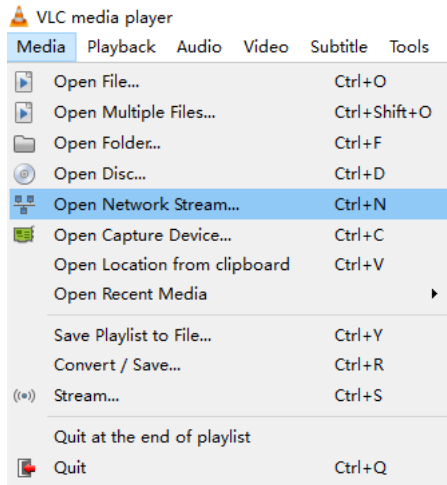 VLC media player
Media Playback Audio Video Subtitle Tools
Open File... Ctrl+O
Open Multiple Files... Ctrl+Shift+O
Open Folder... Ctrl+F
Open Disc... Ctrl+D
Open Network Stream... Ctrl+N
Open Capture Device... Ctrl+C
Open Location from clipboard Ctrl+V
Open Recent Media
Save Playlist to File... Ctrl+Y
Convert / Save... Ctrl+R
Stream... Ctrl+S
Quit at the end of playlist
Quit Ctrl+Q